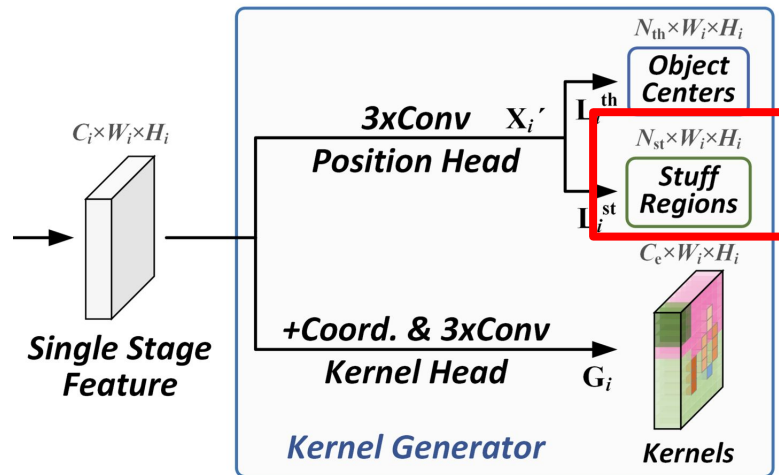 N_th×W_i×H_i
Object
Centers
L_i^th
C_i×W_i×H_i
3xConv
X_i′
Position Head
N_st×W_i×H_i
Stuff
Regions
L_i^st
C_e×W_i×H_i
Single Stage
Feature
+Coord. & 3xConv
Kernel Head
G_i
Kernel Generator
Kernels